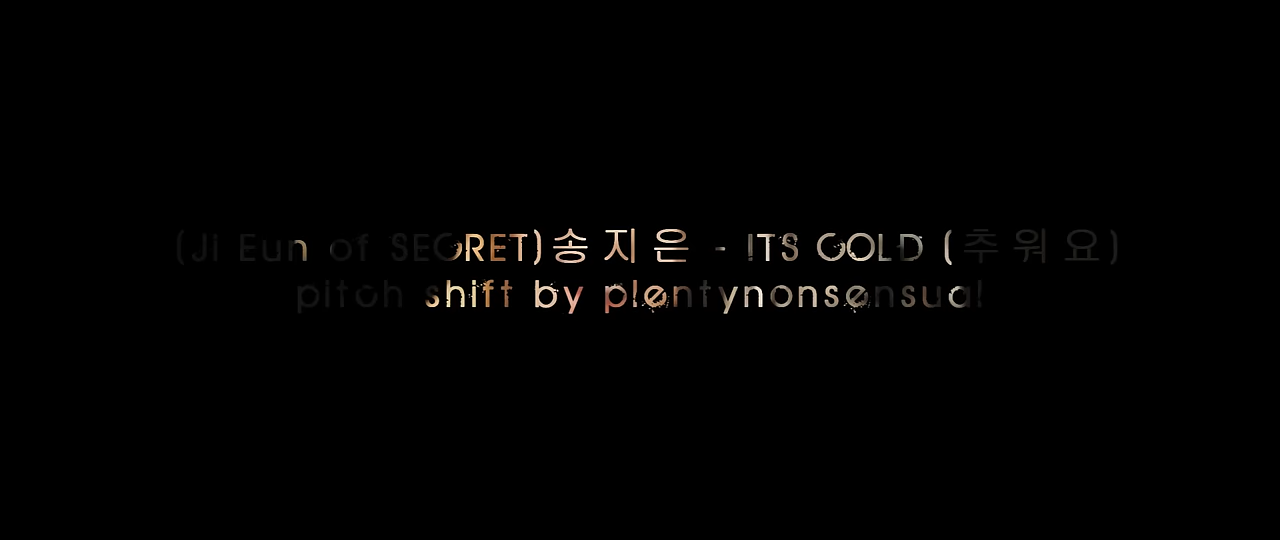 (JI Eun of SECRET)송지은 - ITS COLD (추워요)
pitch shift by plentynonsensual